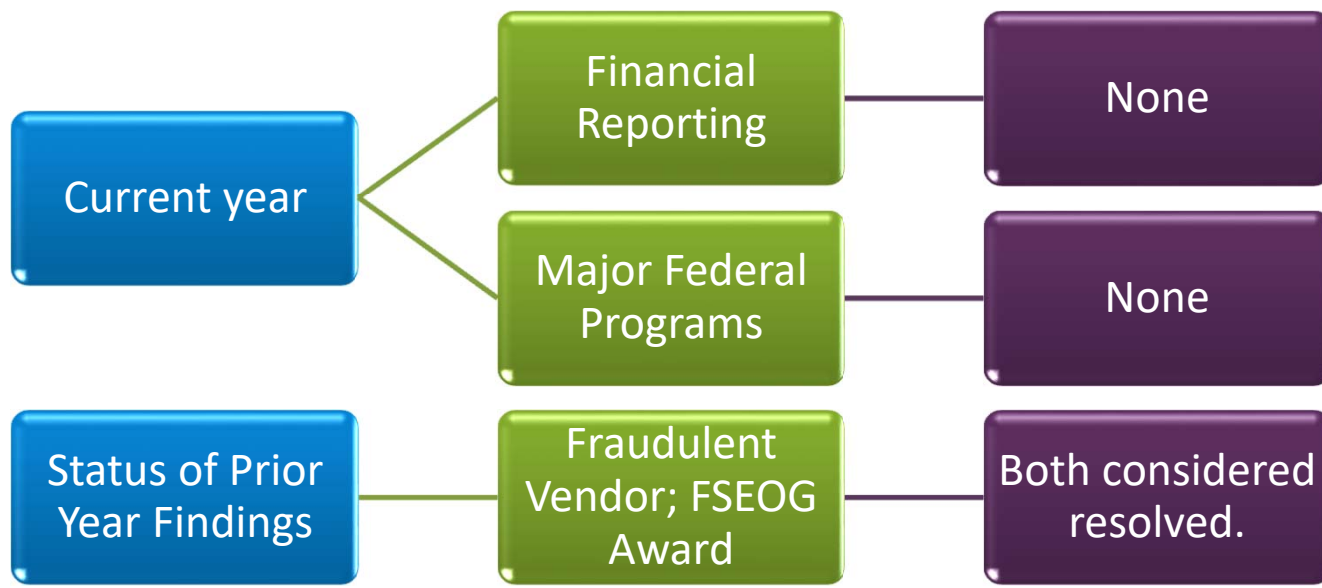 Current year
Financial
Reporting
None
Major Federal
Programs
None
Status of Prior
Year Findings
Fraudulent
Vendor; FSEOG
Award
Both considered
resolved.